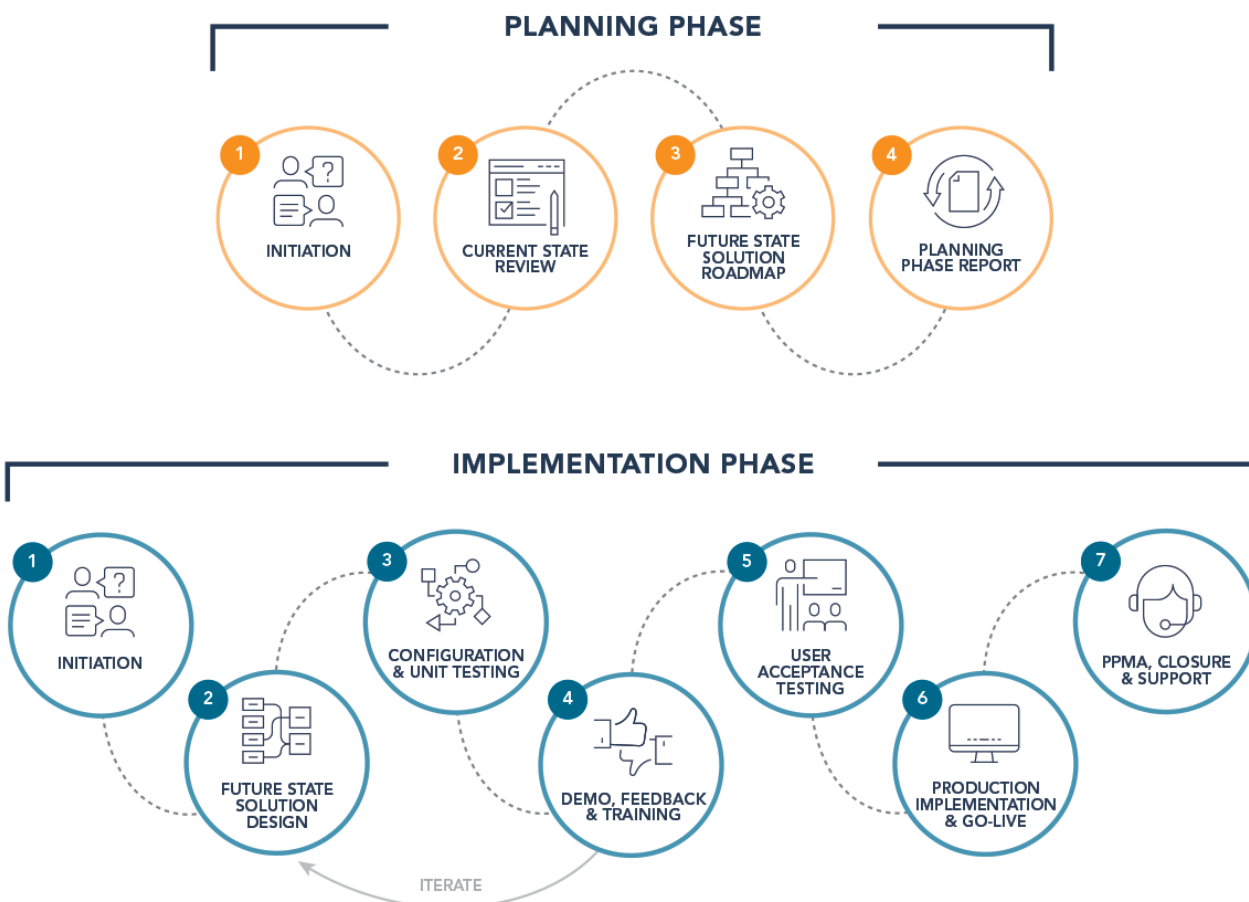 PLANNING PHASE
1
?
INITIATION
2
CURRENT STATE
REVIEW
3
FUTURE STATE
SOLUTION
ROADMAP
4
PLANNING
PHASE REPORT
IMPLEMENTATION PHASE
1
?
INITIATION
2
FUTURE STATE
SOLUTION
DESIGN
3
CONFIGURATION
& UNIT TESTING
4
DEMO, FEEDBACK
& TRAINING
5
USER
ACCEPTANCE
TESTING
6
PRODUCTION
IMPLEMENTATION
& GO-LIVE
7
PPMA, CLOSURE
& SUPPORT
ITERATE